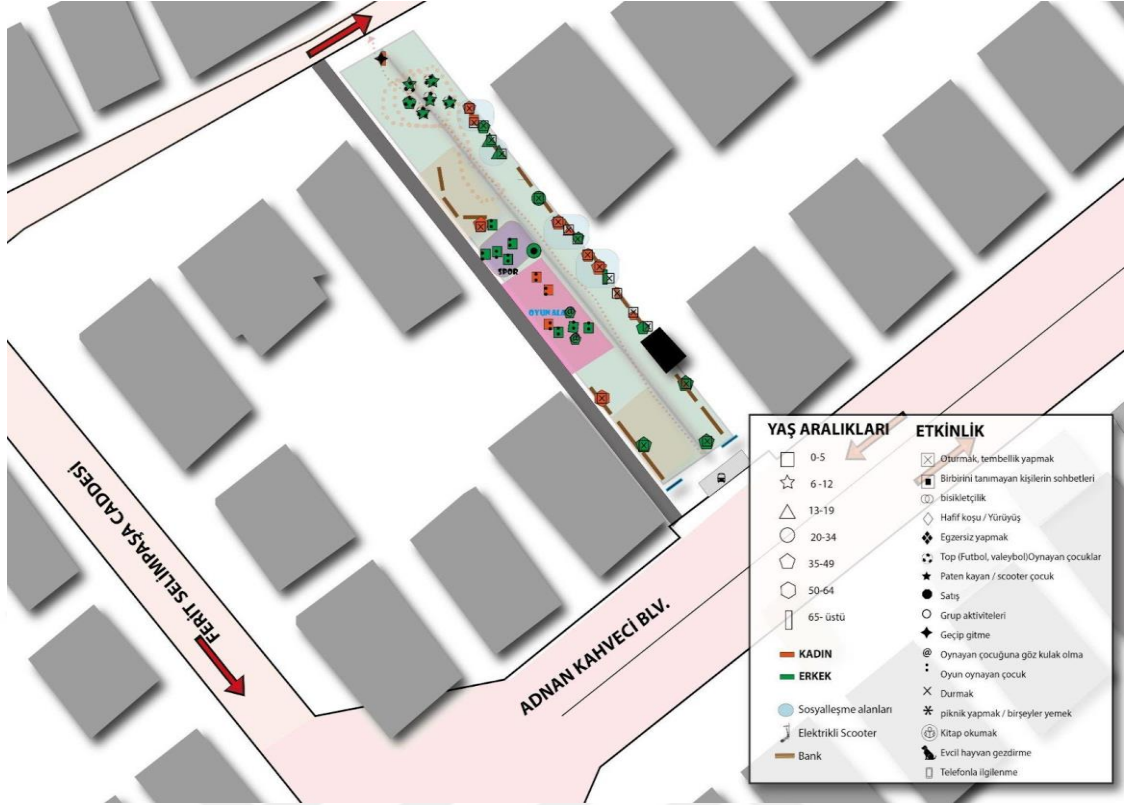 SPOR
OYUN ALA
FERİT SELİMPAŞA CADDESİ
ADNAN KAHVECİ BLV.
YAŞ ARALIKLARI
0-5
6 -12
13-19
20-34
35-49
50-64
65- üstü
KADIN
ERKEK
Sosyalleşme alanları
Elektrikli Scooter
Bank
ETKİNLİK
Oturmak, tembellik yapmak
Birbirini tanımayan kişilerin sohbetleri
bisikletçilik
Hafif koşu / Yürüyüş
Egzersiz yapmak
Top (Futbol, valeybol)Oynayan çocuklar
Paten kayan / scooter çocuk
Satış
Grup aktiviteleri
Geçip gitme
@ Oynayan çocuğuna göz kulak olma
Oyun oynayan çocuk
Durmak
piknik yapmak / birşeyler yemek
Kitap okumak
Evcil hayvan gezdirme
Telefonla ilgilenme